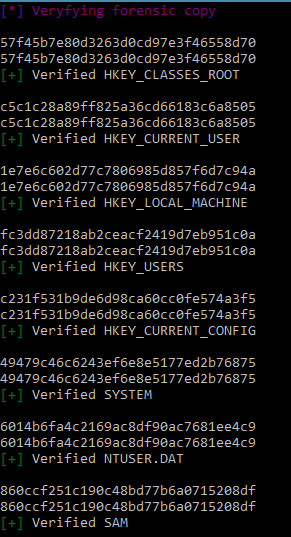 [*] Veryfying forensic copy
57f45b7e80d3263d0cd97e3f46558d70
57f45b7e80d3263d0cd97e3f46558d70
[+] Verified HKEY_CLASSES_ROOT
c5c1c28a89ff825a36cd66183c6a8505
c5c1c28a89ff825a36cd66183c6a8505
[+] Verified HKEY_CURRENT_USER
1e7e6c602d77c7806985d857f6d7c94a
1e7e6c602d77c7806985d857f6d7c94a
[+] Verified HKEY_LOCAL_MACHINE
fc3dd87218ab2ceacf2419d7eb951c0a
fc3dd87218ab2ceacf2419d7eb951c0a
[+] Verified HKEY_USERS
c231f531b9de6d98ca60cc0fe574a3f5
c231f531b9de6d98ca60cc0fe574a3f5
[+] Verified HKEY_CURRENT_CONFIG
49479c46c6243ef6e8e5177ed2b76875
49479c46c6243ef6e8e5177ed2b76875
[+] Verified SYSTEM
6014b6fa4c2169ac8df90ac7681ee4c9
6014b6fa4c2169ac8df90ac7681ee4c9
[+] Verified NTUSER.DAT
860ccf251c190c48bd77b6a0715208df
860ccf251c190c48bd77b6a0715208df
[+] Verified SAM